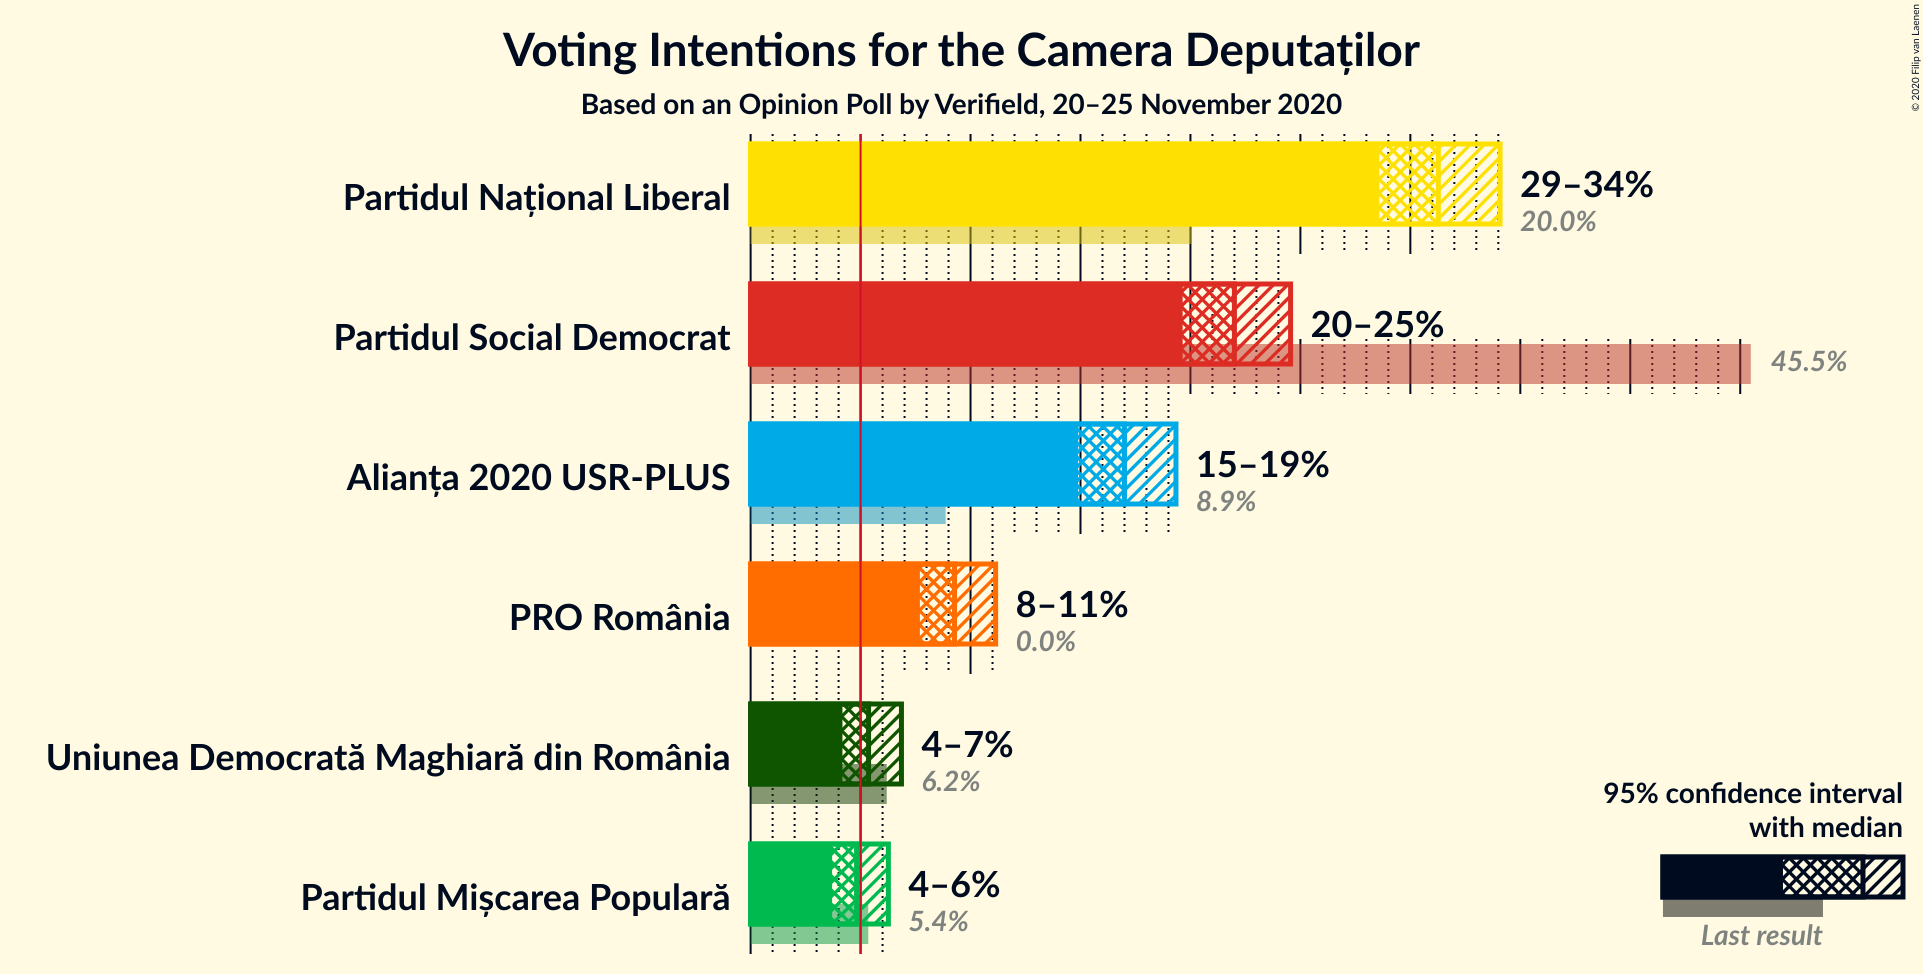 Voting Intentions for the Camera Deputaților
Based on an Opinion Poll by Verifield, 20–25 November 2020
© 2020 Filip van Laenen
Partidul Național Liberal
29–34%
20.0%
Partidul Social Democrat
20–25%
45.5%
Alianța 2020 USR-PLUS
15–19%
8.9%
PRO România
8–11%
0.0%
Uniunea Democrată Maghiară din România
4–7%
6.2%
Partidul Mișcarea Populară
4–6%
5.4%
95% confidence interval
with median
Last result